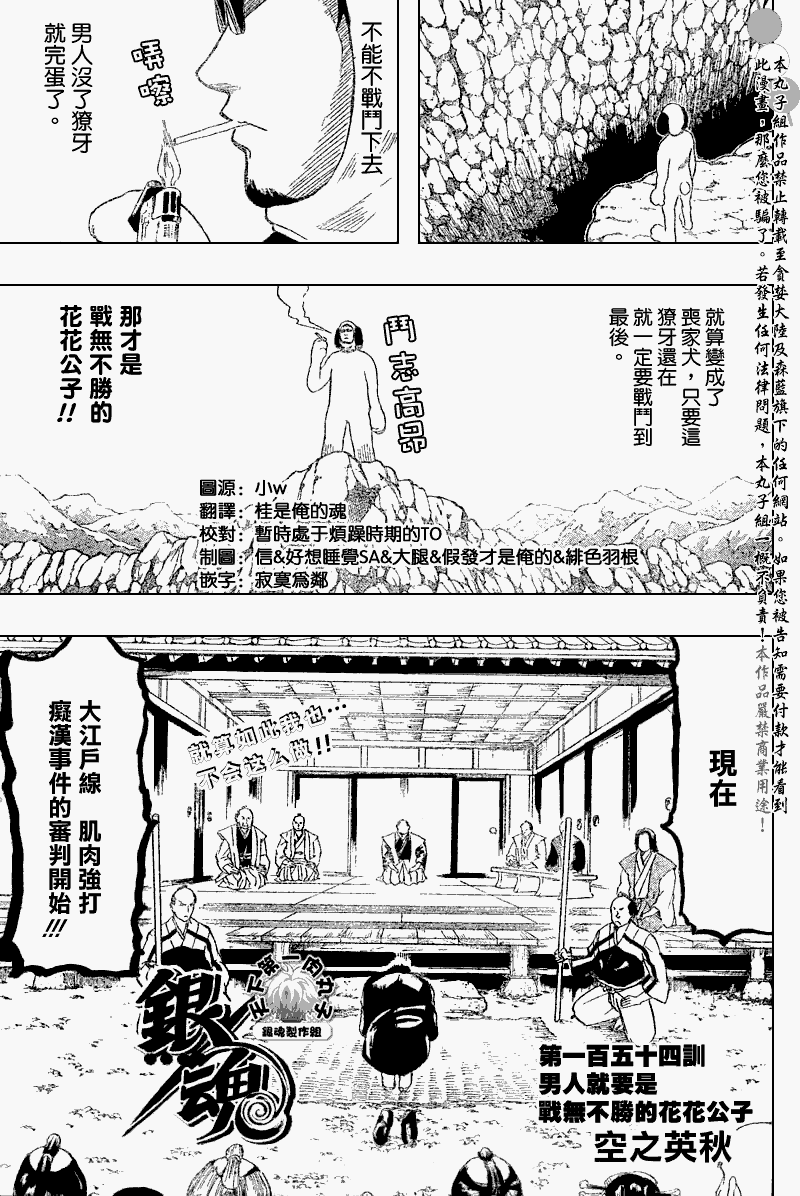 不能不戰鬥下去
嗙嚓
男人沒了獠牙
就完蛋了。
就算變成了
喪家犬，只要這
獠牙還在
就一定要戰鬥到
最後。
鬥志高昂
那才是
戰無不勝的
花花公子!!
圖源：小w
翻譯：桂是俺的魂
校對：暫時處于煩躁時期的TO
制圖：信&好想睡覺SA&大腿&假發才是俺的&緋色羽根
嵌字：寂寞為鄰
現在
就算如此我也…
不会这么做!!
大江戶線 肌肉強打
癡漢事件的審判開始!!!
銀魂
天下第一的世子
銀魂製作組
第一百五十四訓
男人就要是
戰無不勝的花花公子
空之英秋
本丸子組作品禁止轉載至貪婪大陸及森藍旗下的任何網站。如果您被告知需要付款才能看到
此漫畫，那麼您被騙了。若發生任何法律問題，本丸子組一概不負責！本作品嚴禁商業用途！